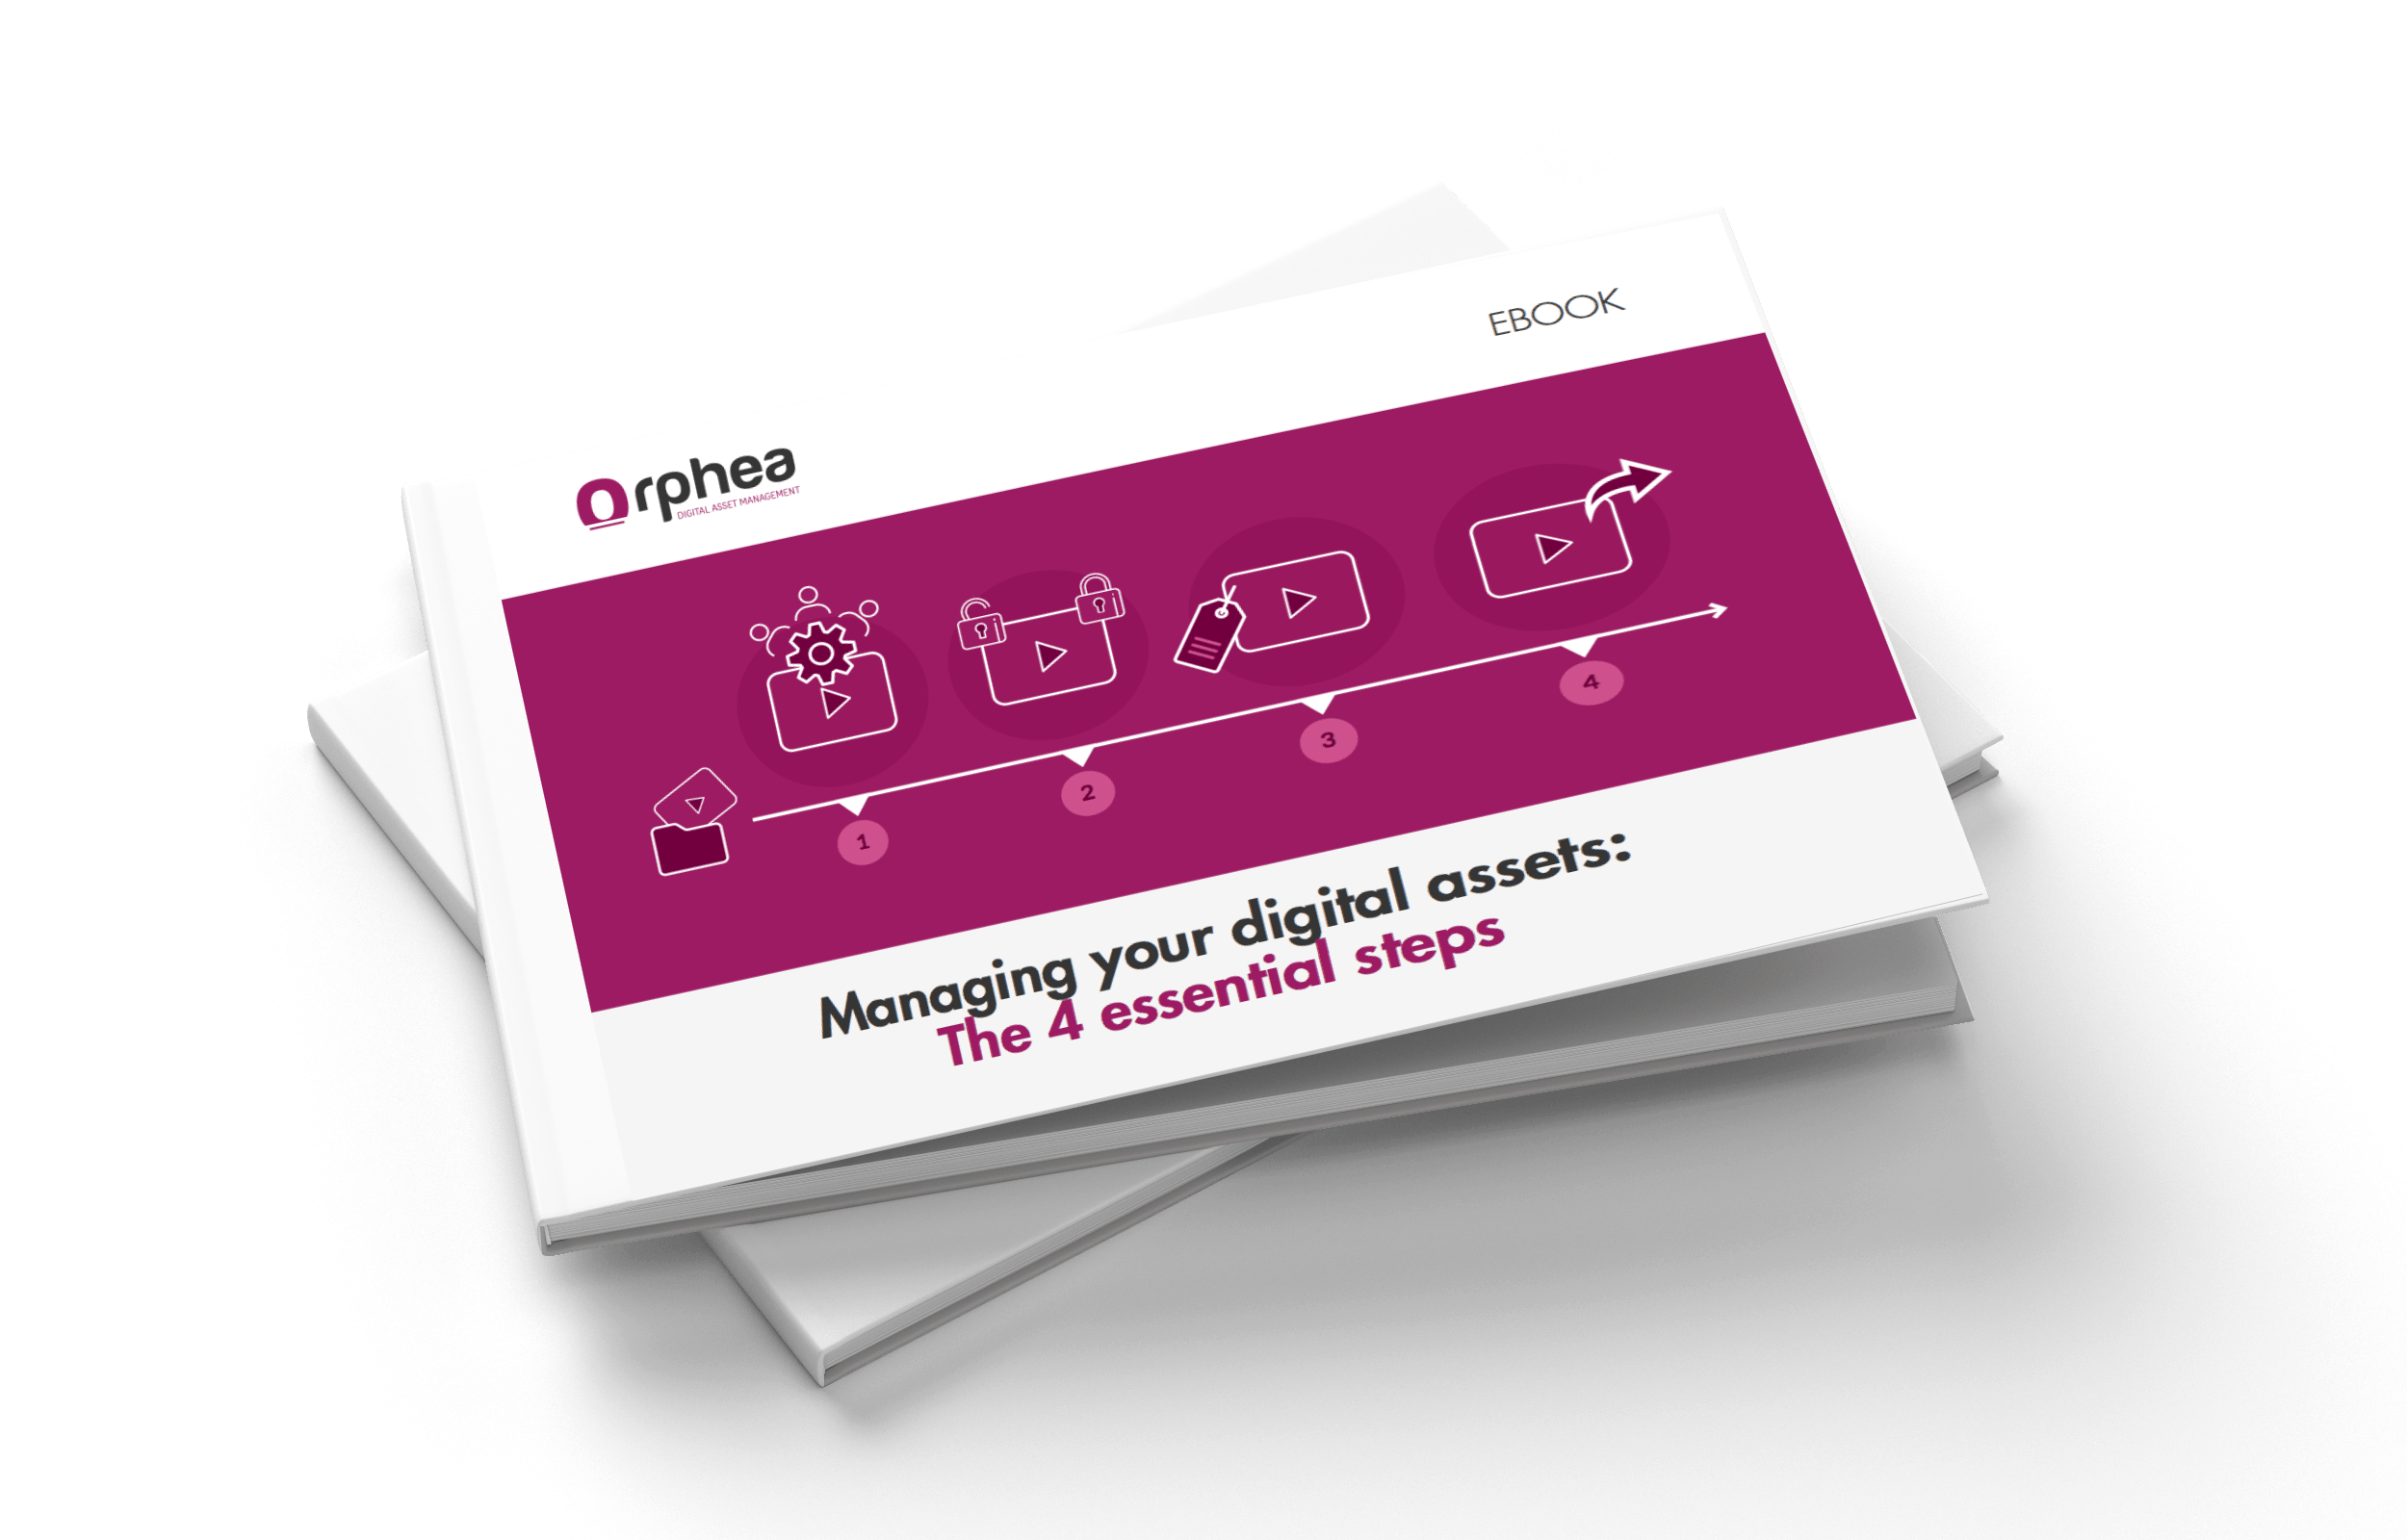 EBOOK
Orphea
DIGITAL ASSET MANAGEMENT
1
2
3
4
Managing your digital assets:
The 4 essential steps